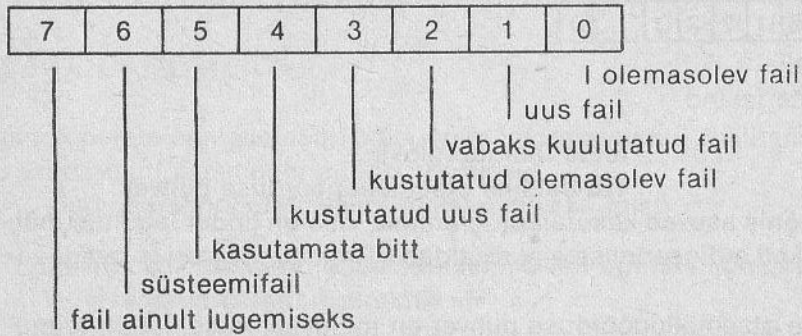 7 6 5 4 3 2 1 0
olemasolev fail
uus fail
vabaks kuulutatud fail
kustutatud olemasolev fail
kustutatud uus fail
kasutamata bitt
süsteemifail
fail ainult lugemiseks